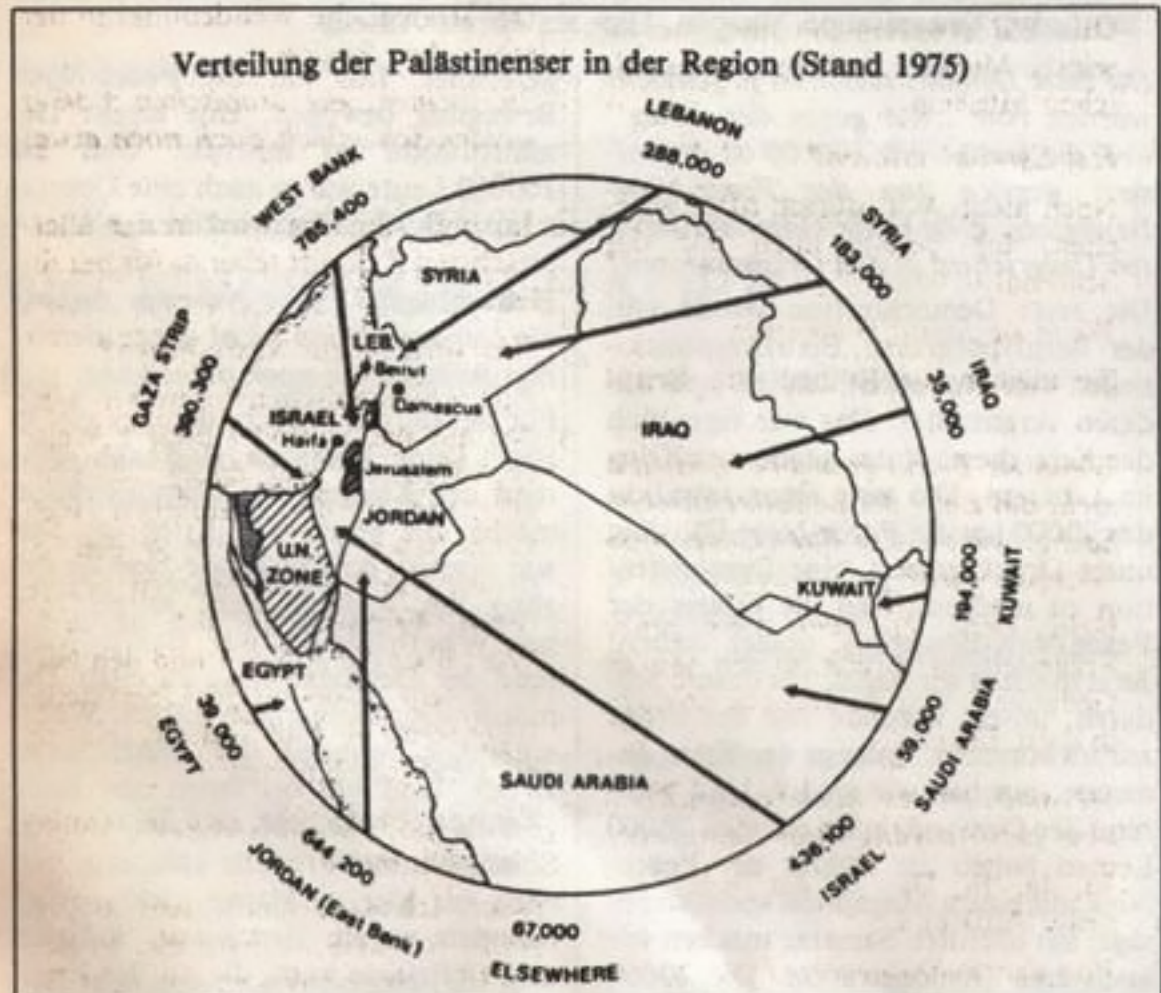 Verteilung der Palästinenser in der Region (Stand 1975)
LEBANON
288,000
WEST BANK
785,400
SYRIA
183,000
GAZA STRIP
390,300
IRAQ
35,000
SYRIA
LEB.
Beirut
Damascus
ISRAEL
Haifa
Jerusalem
IRAQ
JORDAN
U.N.
ZONE
KUWAIT
194,000
KUWAIT
EGYPT
39,000
EGYPT
59,000
SAUDI ARABIA
SAUDI ARABIA
644,200
JORDAN (East Bank)
436,100
ISRAEL
67,000
ELSEWHERE